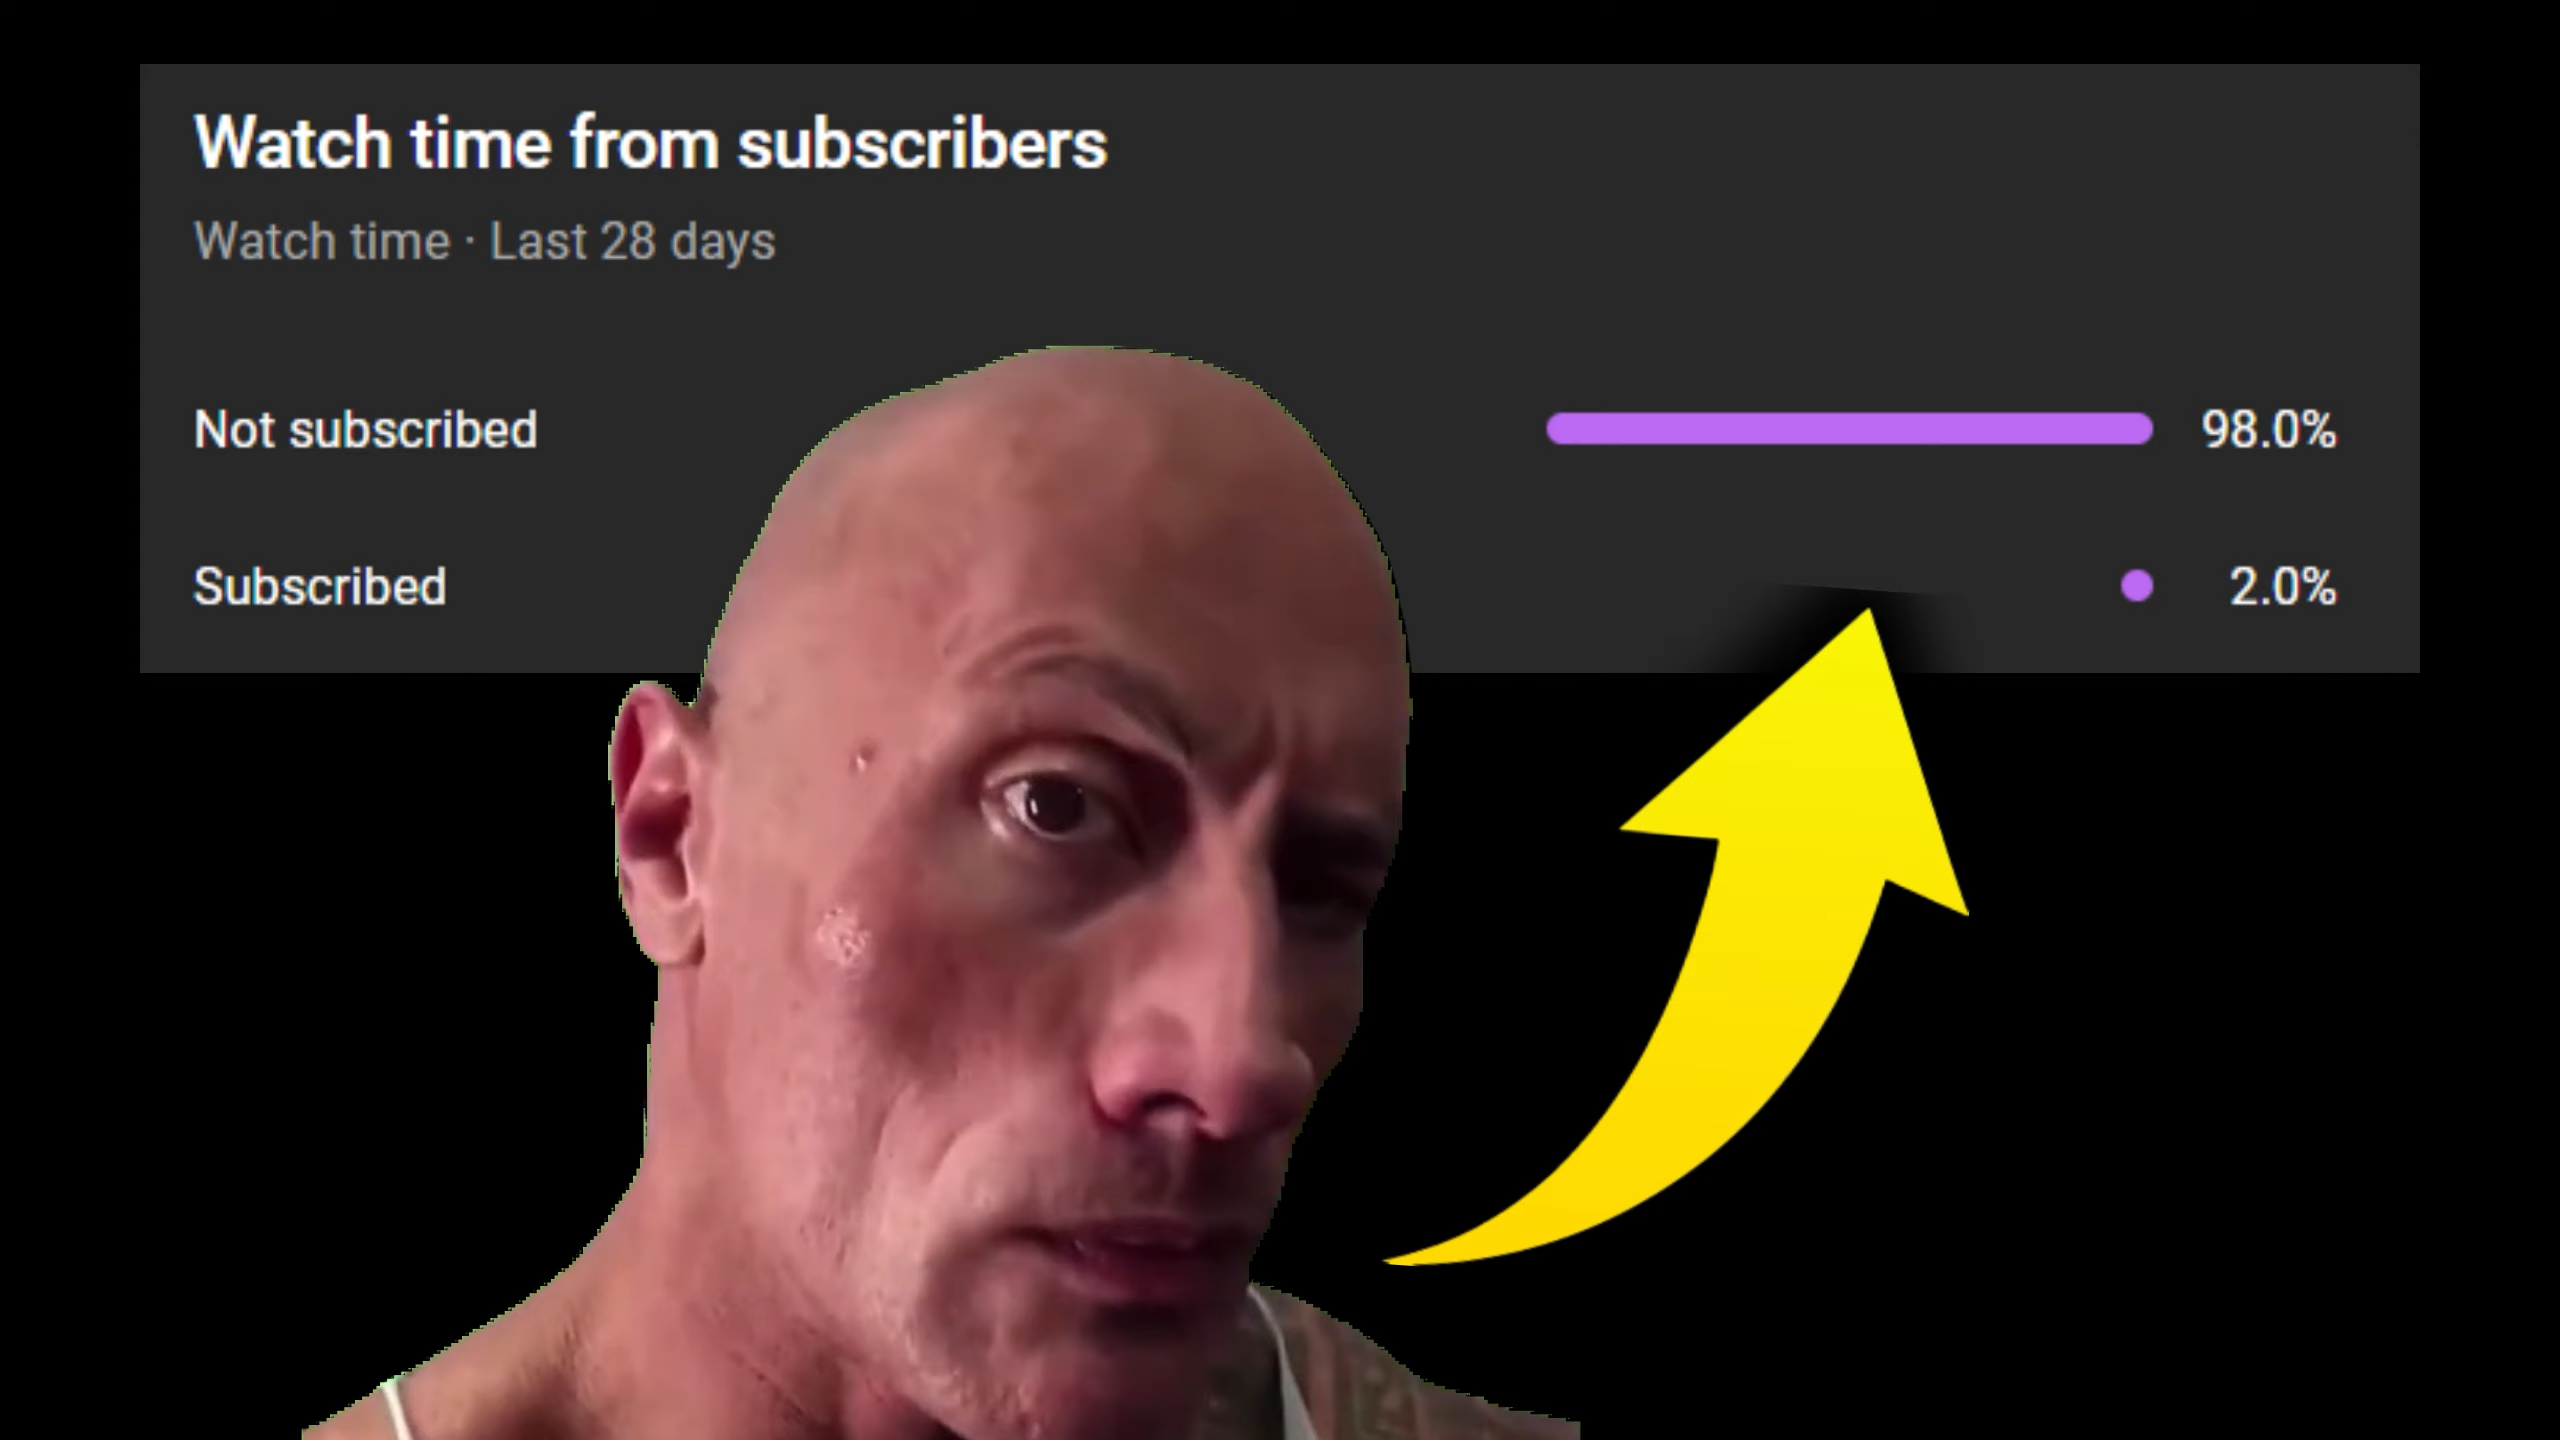 Watch time from subscribers
Watch time · Last 28 days
Not subscribed 98.0%
Subscribed 2.0%